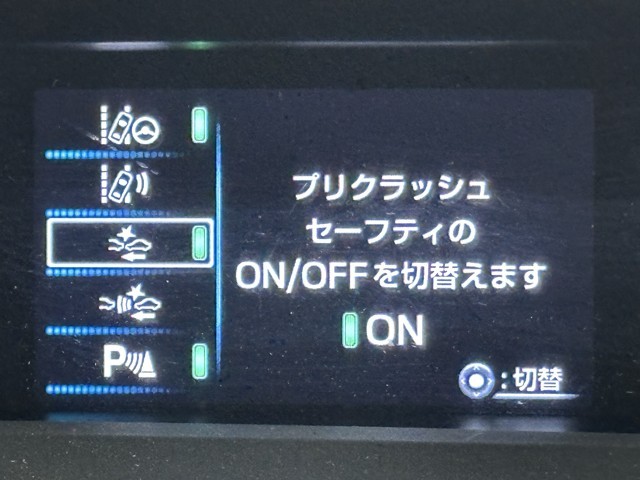 プリクラッシュ
セーフティの
ON/OFFを切替えます
ON
P
:切替